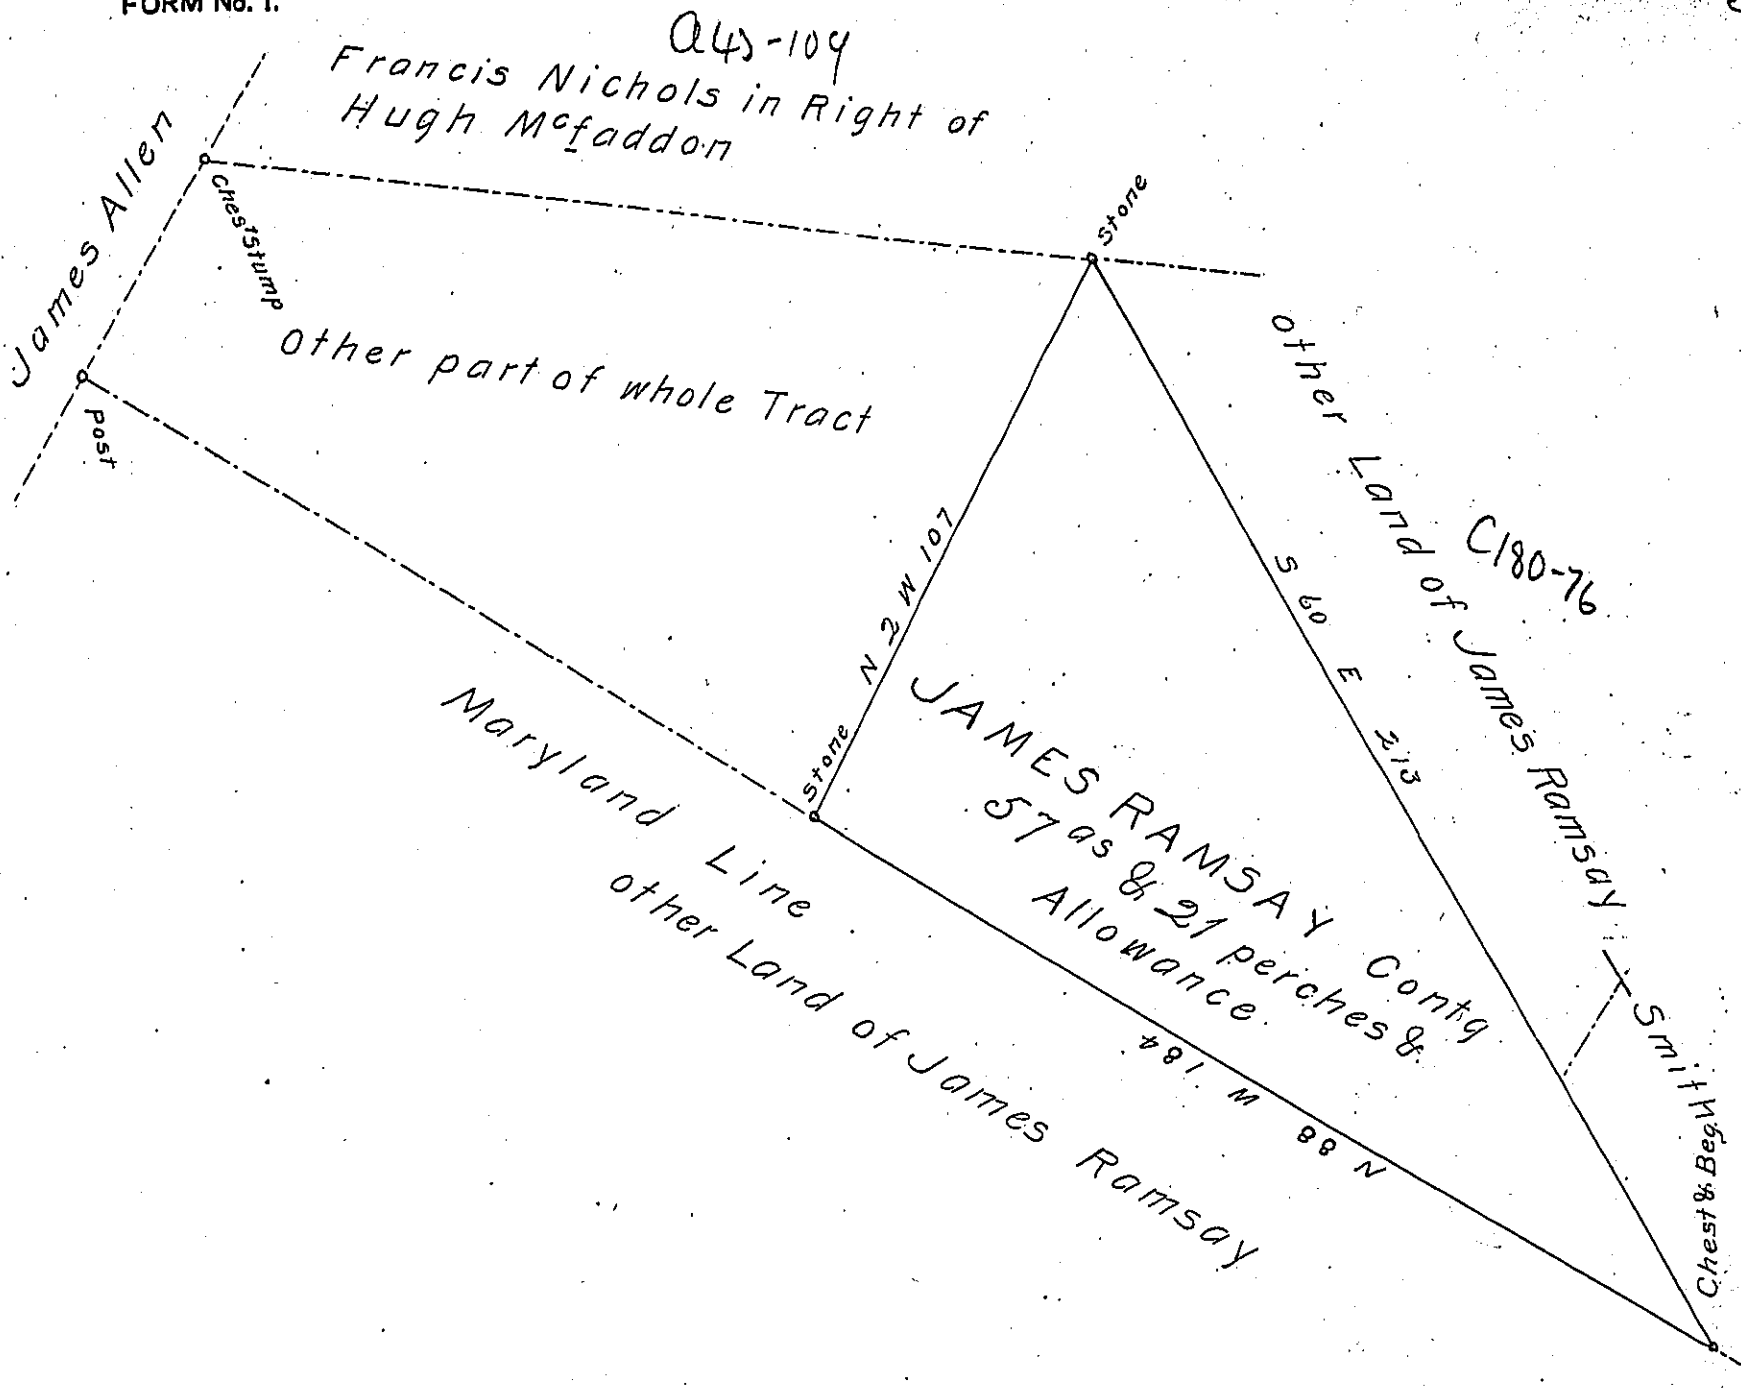 FORM No. 1.
Francis Nichols in Right of
Hugh Mcfaddon
James Allen
chest stump
stone
Post
other part of whole Tract
other Land of James Ramsay
C180-76
N 2 W 107
S 60 E 213
stone
JAMES RAMSAY Contg
57 as & 21 perches &
Allowance.
Maryland Line
other Land of James Ramsay
N 88 W 184
Smith
Chest & Beg.